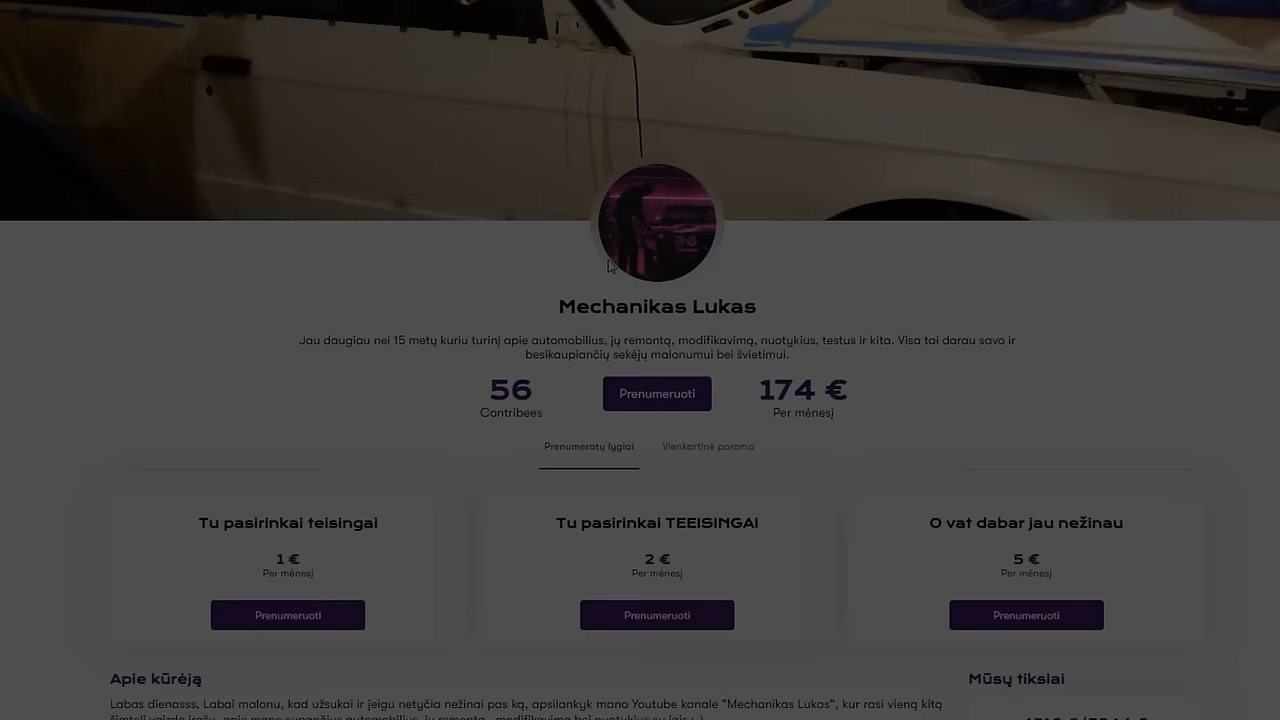 Mechanikas Lukas
Jau daugiau nei 15 metų kuriu turinį apie automobilius, jų remontą, modifikavimą, nuotykius, testus ir kita. Visa tai darau savo ir
besikaupiančių sekėjų malonumui bei švietimui.
56
Contribees
Prenumeruoti
174 €
Per mėnesį
Prenumeratų lygiai
Vienkartinė parama
Tu pasirinkai teisingai
1 €
Per mėnesį
Prenumeruoti
Tu pasirinkai TEEISINGAI
2 €
Per mėnesį
Prenumeruoti
O vat dabar jau nežinau
5 €
Per mėnesį
Prenumeruoti
Apie kūrėją
Labas dienasss, Labai malonu, kad užsukai ir jeigu netyčia nežinai pas ką, apsilankyk mano Youtube kanale "Mechanikas Lukas", kur rasi vieną kitą
Mūsų tikslai